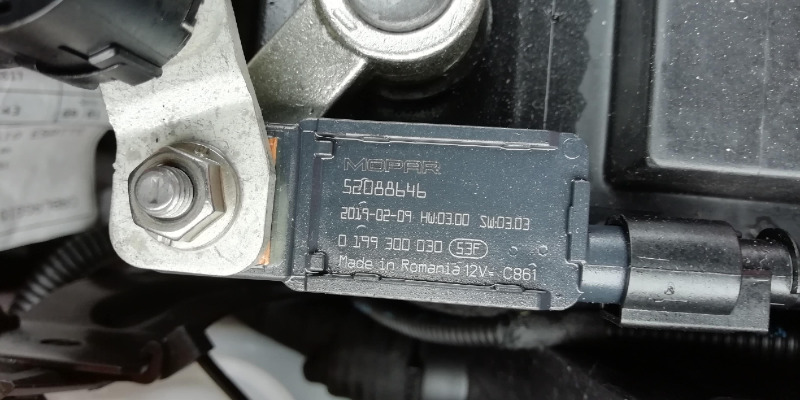 MOPAR
52088646
2019-02-09 HW:03.00 SW:03.03
0 199 300 030 S3F
Made in Romania 12V⎓ C861